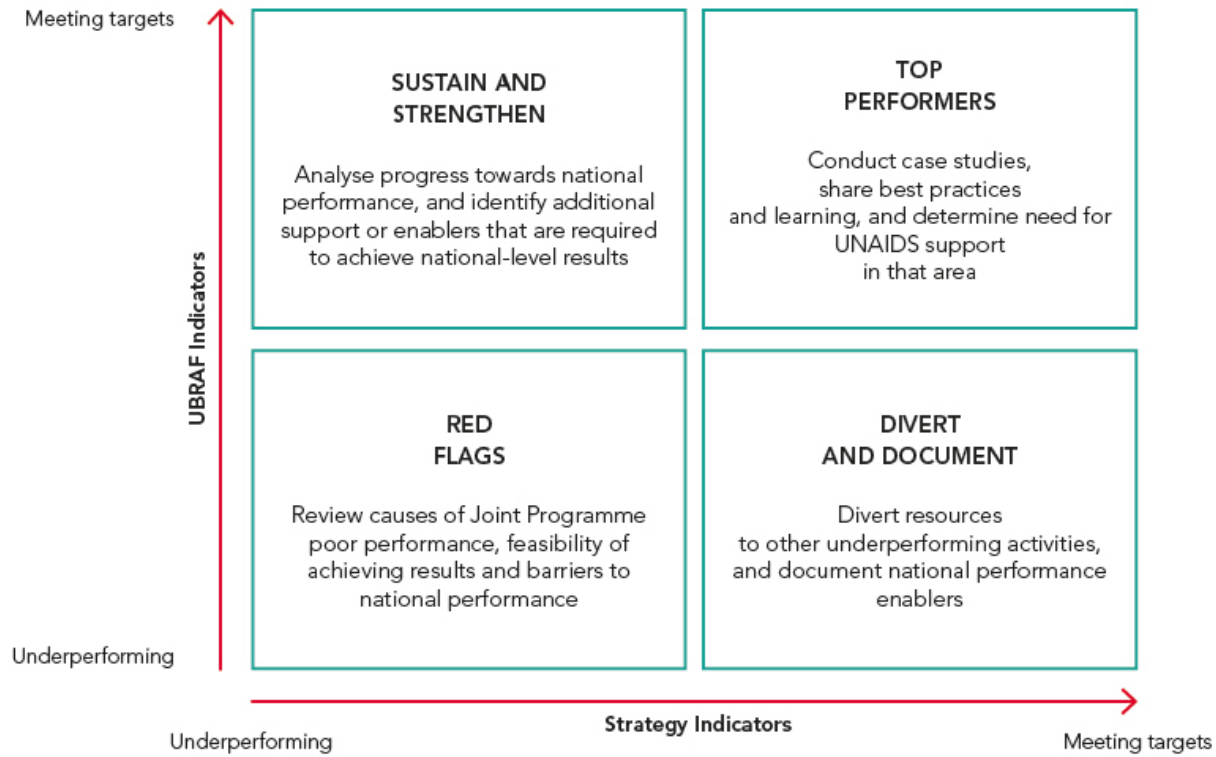 Meeting targets
SUSTAIN AND
STRENGTHEN
Analyse progress towards national
performance, and identify additional
support or enablers that are required
to achieve national-level results
TOP
PERFORMERS
Conduct case studies,
share best practices
and learning, and determine need for
UNAIDS support
in that area
UBRAF Indicators
RED
FLAGS
Review causes of Joint Programme
poor performance, feasibility of
achieving results and barriers to
national performance
DIVERT
AND DOCUMENT
Divert resources
to other underperforming activities,
and document national performance
enablers
Underperforming
Strategy Indicators
Underperforming
Meeting targets